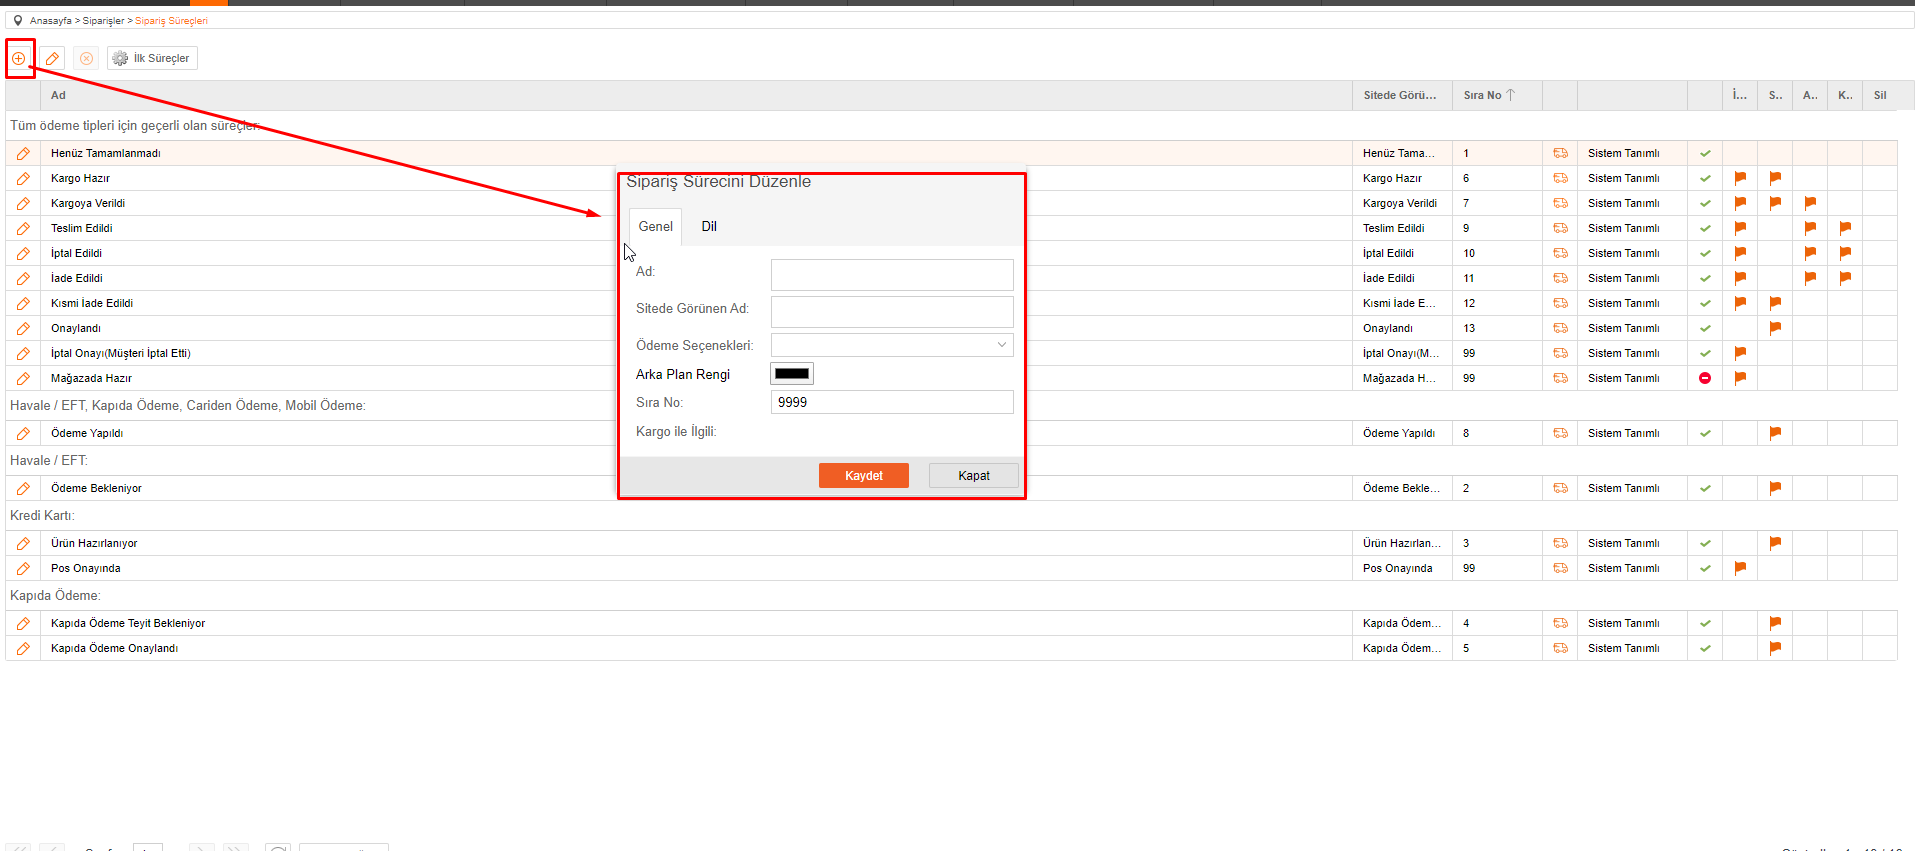 Anasayfa > Siparişler > Sipariş Süreçleri
İlk Süreçler
Ad Sitede Görü... Sıra No İ... S.. A.. K.. Sil
Tüm ödeme tipleri için geçerli olan süreçler:
Henüz Tamamlanmadı Henüz Tama... 1 Sistem Tanımlı
Kargo Hazır Kargo Hazır 6 Sistem Tanımlı
Kargoya Verildi Kargoya Verildi 7 Sistem Tanımlı
Teslim Edildi Teslim Edildi 9 Sistem Tanımlı
İptal Edildi İptal Edildi 10 Sistem Tanımlı
İade Edildi İade Edildi 11 Sistem Tanımlı
Kısmi İade Edildi Kısmi İade E... 12 Sistem Tanımlı
Onaylandı Onaylandı 13 Sistem Tanımlı
İptal Onayı(Müşteri İptal Etti) İptal Onayı(M... 99 Sistem Tanımlı
Mağazada Hazır Mağazada H... 99 Sistem Tanımlı
Havale / EFT, Kapıda Ödeme, Cariden Ödeme, Mobil Ödeme:
Ödeme Yapıldı Ödeme Yapıldı 8 Sistem Tanımlı
Havale / EFT:
Ödeme Bekleniyor Ödeme Bekle... 2 Sistem Tanımlı
Kredi Kartı:
Ürün Hazırlanıyor Ürün Hazırlan... 3 Sistem Tanımlı
Pos Onayında Pos Onayında 99 Sistem Tanımlı
Kapıda Ödeme:
Kapıda Ödeme Teyit Bekleniyor Kapıda Ödem... 4 Sistem Tanımlı
Kapıda Ödeme Onaylandı Kapıda Ödem... 5 Sistem Tanımlı
Sipariş Sürecini Düzenle
Genel Dil
Ad:
Sitede Görünen Ad:
Ödeme Seçenekleri:
Arka Plan Rengi
Sıra No: 9999
Kargo ile İlgili:
Kaydet Kapat